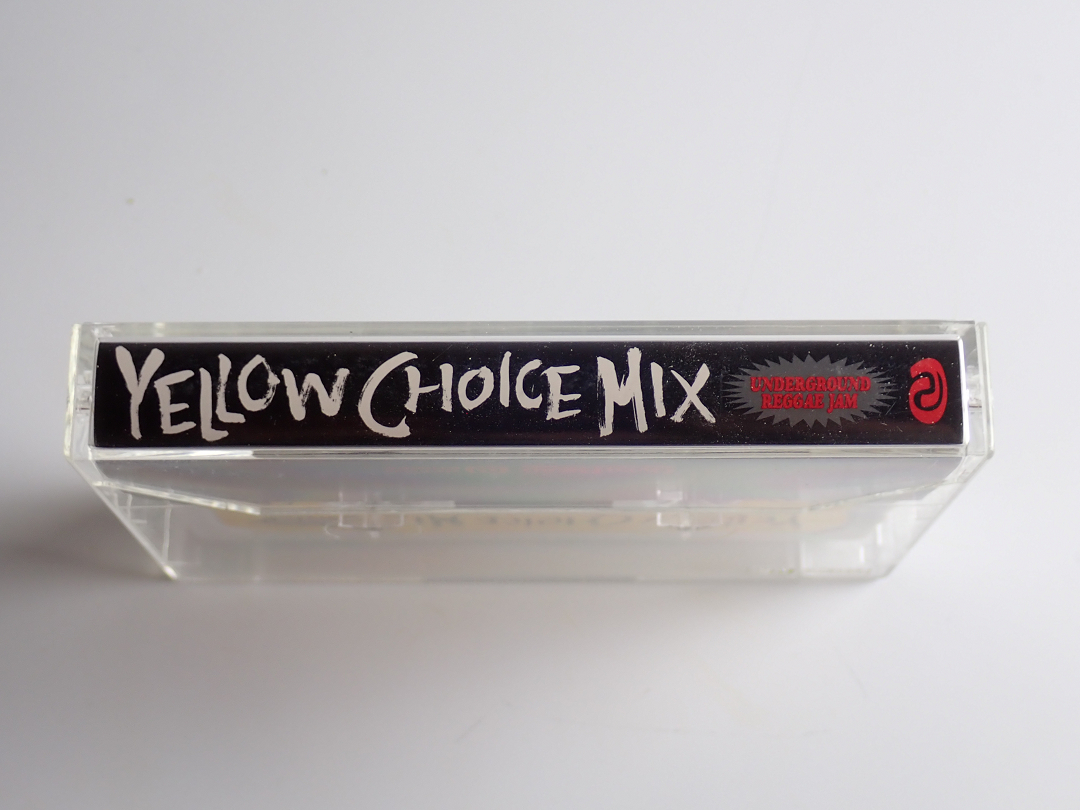 YELLOW CHOICE MIX
UNDERGROUND
REGGAE JAM